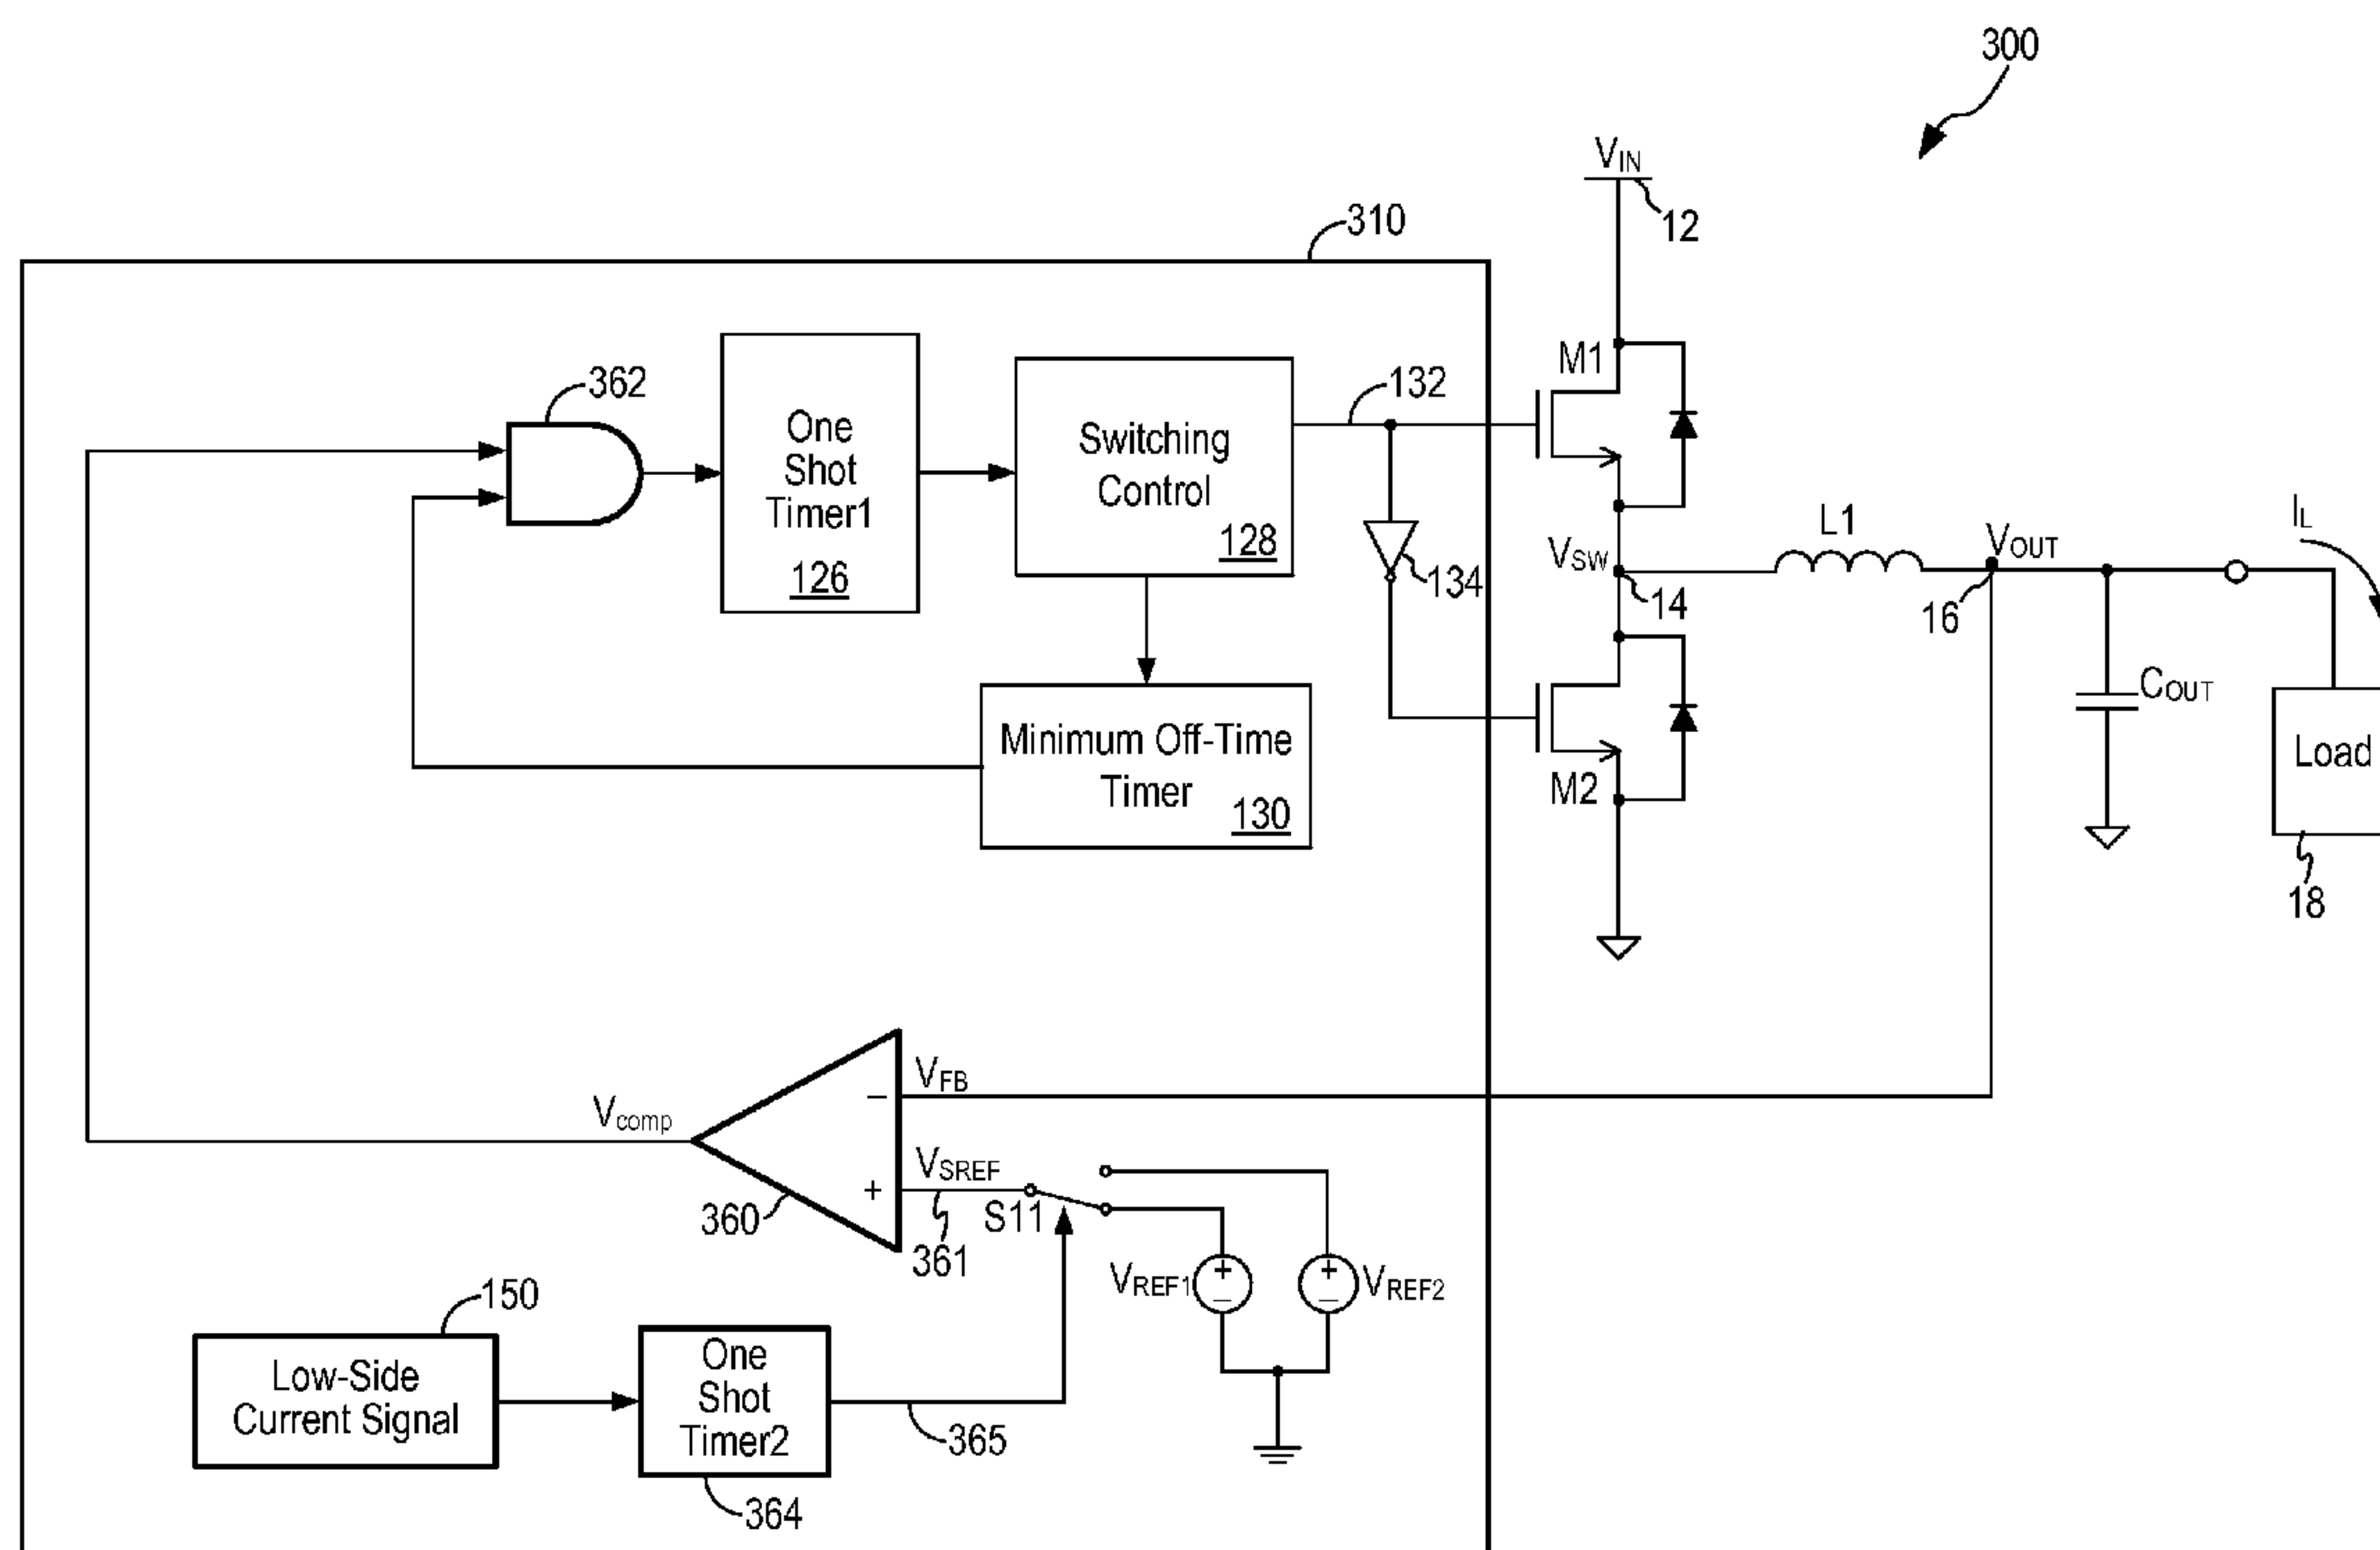 300
VIN
12
310
M1
362
132
One
Shot
Timer1
126
Switching
Control
128
134
VSW
14
L1
VOUT
16
IL
COUT
Load
18
Minimum Off-Time
Timer
130
M2
VFB
−
Vcomp
VSREF
+
360
361
S11
VREF1
+
−
+
−
VREF2
150
Low-Side
Current Signal
One
Shot
Timer2
365
364